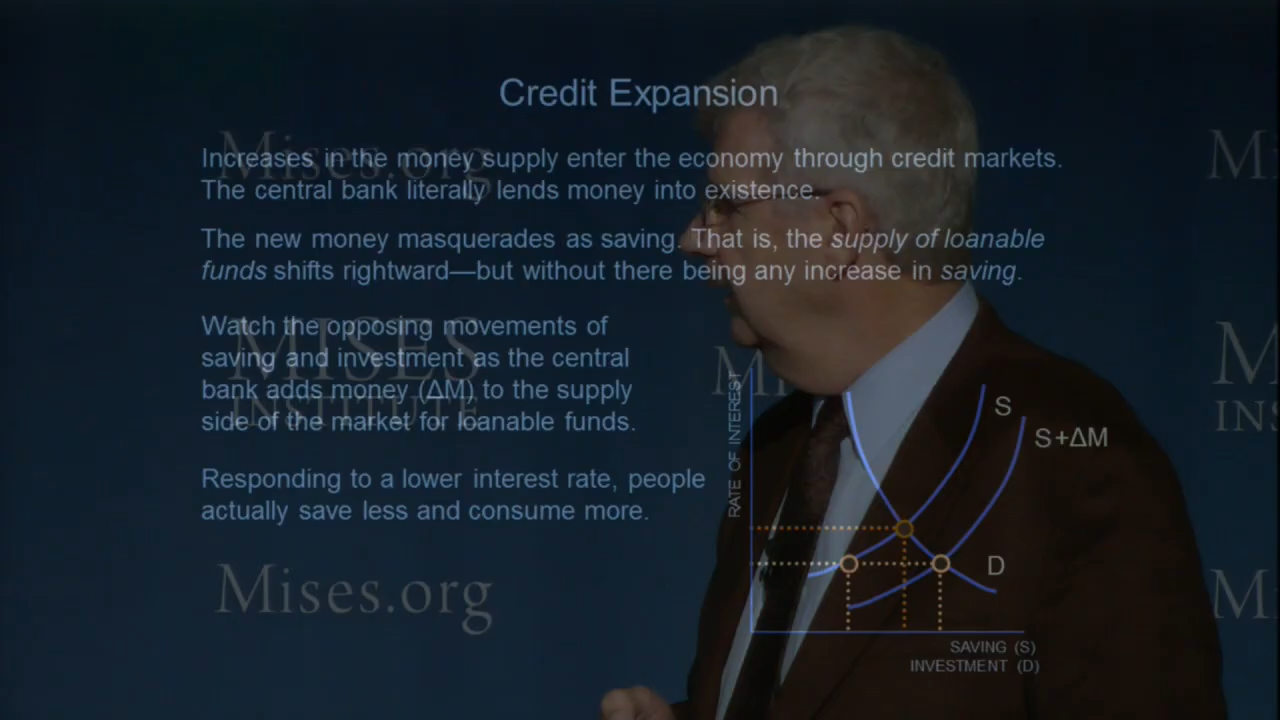 Credit Expansion
Mises.org
Increases in the money supply enter the economy through credit markets.
The central bank literally lends money into existence.
The new money masquerades as saving. That is, the supply of loanable
funds shifts rightward—but without there being any increase in saving.
MISES
INSTITUTE
Watch the opposing movements of
saving and investment as the central
bank adds money (ΔM) to the supply
side of the market for loanable funds.
Responding to a lower interest rate, people
actually save less and consume more.
Mises.org
RATE OF INTEREST
S
S+ΔM
D
SAVING (S)
INVESTMENT (D)